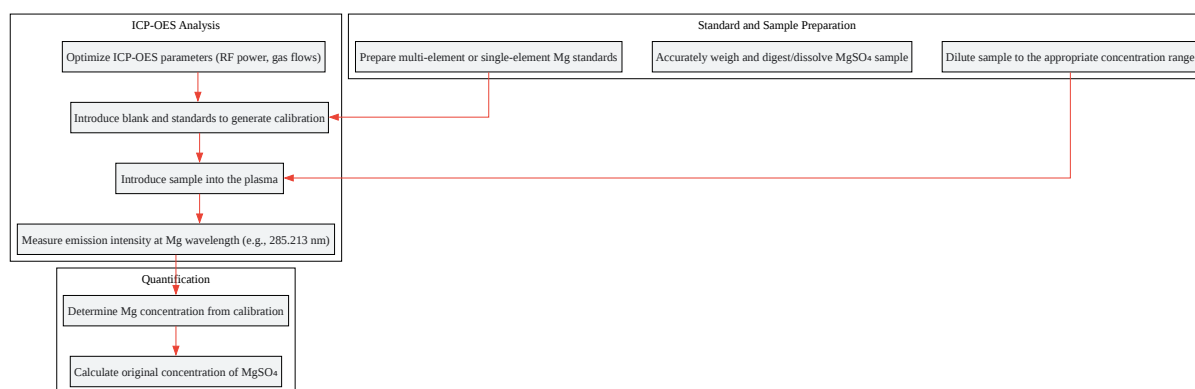 ICP-OES Analysis
Standard and Sample Preparation
Optimize ICP-OES parameters (RF power, gas flows)
Prepare multi-element or single-element Mg standards
Accurately weigh and digest/dissolve MgSO₄ sample
Dilute sample to the appropriate concentration range
Introduce blank and standards to generate calibration
Introduce sample into the plasma
Measure emission intensity at Mg wavelength (e.g., 285.213 nm)
Quantification
Determine Mg concentration from calibration
Calculate original concentration of MgSO₄